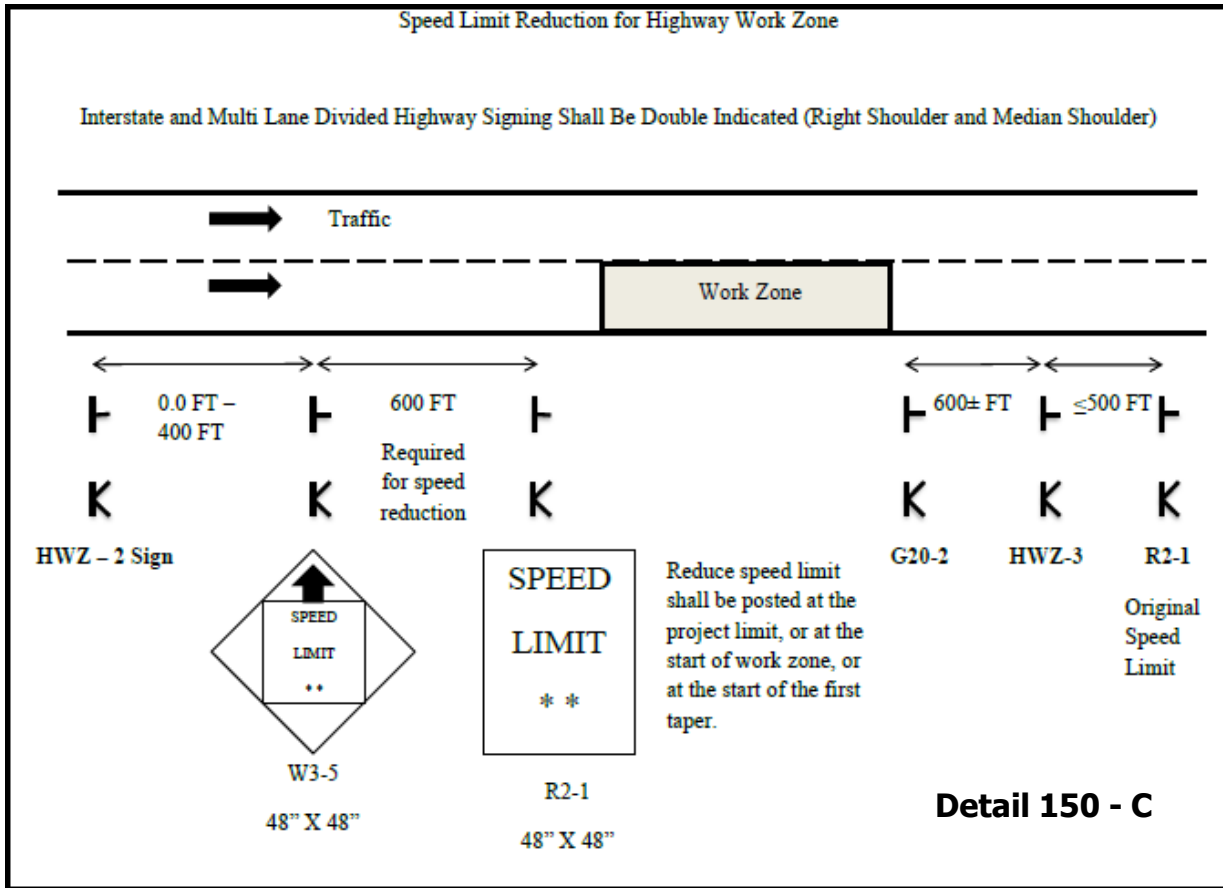 Speed Limit Reduction for Highway Work Zone
Interstate and Multi Lane Divided Highway Signing Shall Be Double Indicated (Right Shoulder and Median Shoulder)
Traffic
Work Zone
0.0 FT –
400 FT
600 FT
Required
for speed
reduction
600± FT
≤500 FT
HWZ – 2 Sign
SPEED
LIMIT
* *
W3-5
48” X 48”
SPEED
LIMIT
* *
R2-1
48” X 48”
Reduce speed limit
shall be posted at the
project limit, or at the
start of work zone, or
at the start of the first
taper.
G20-2
HWZ-3
R2-1
Original
Speed
Limit
Detail 150 - C